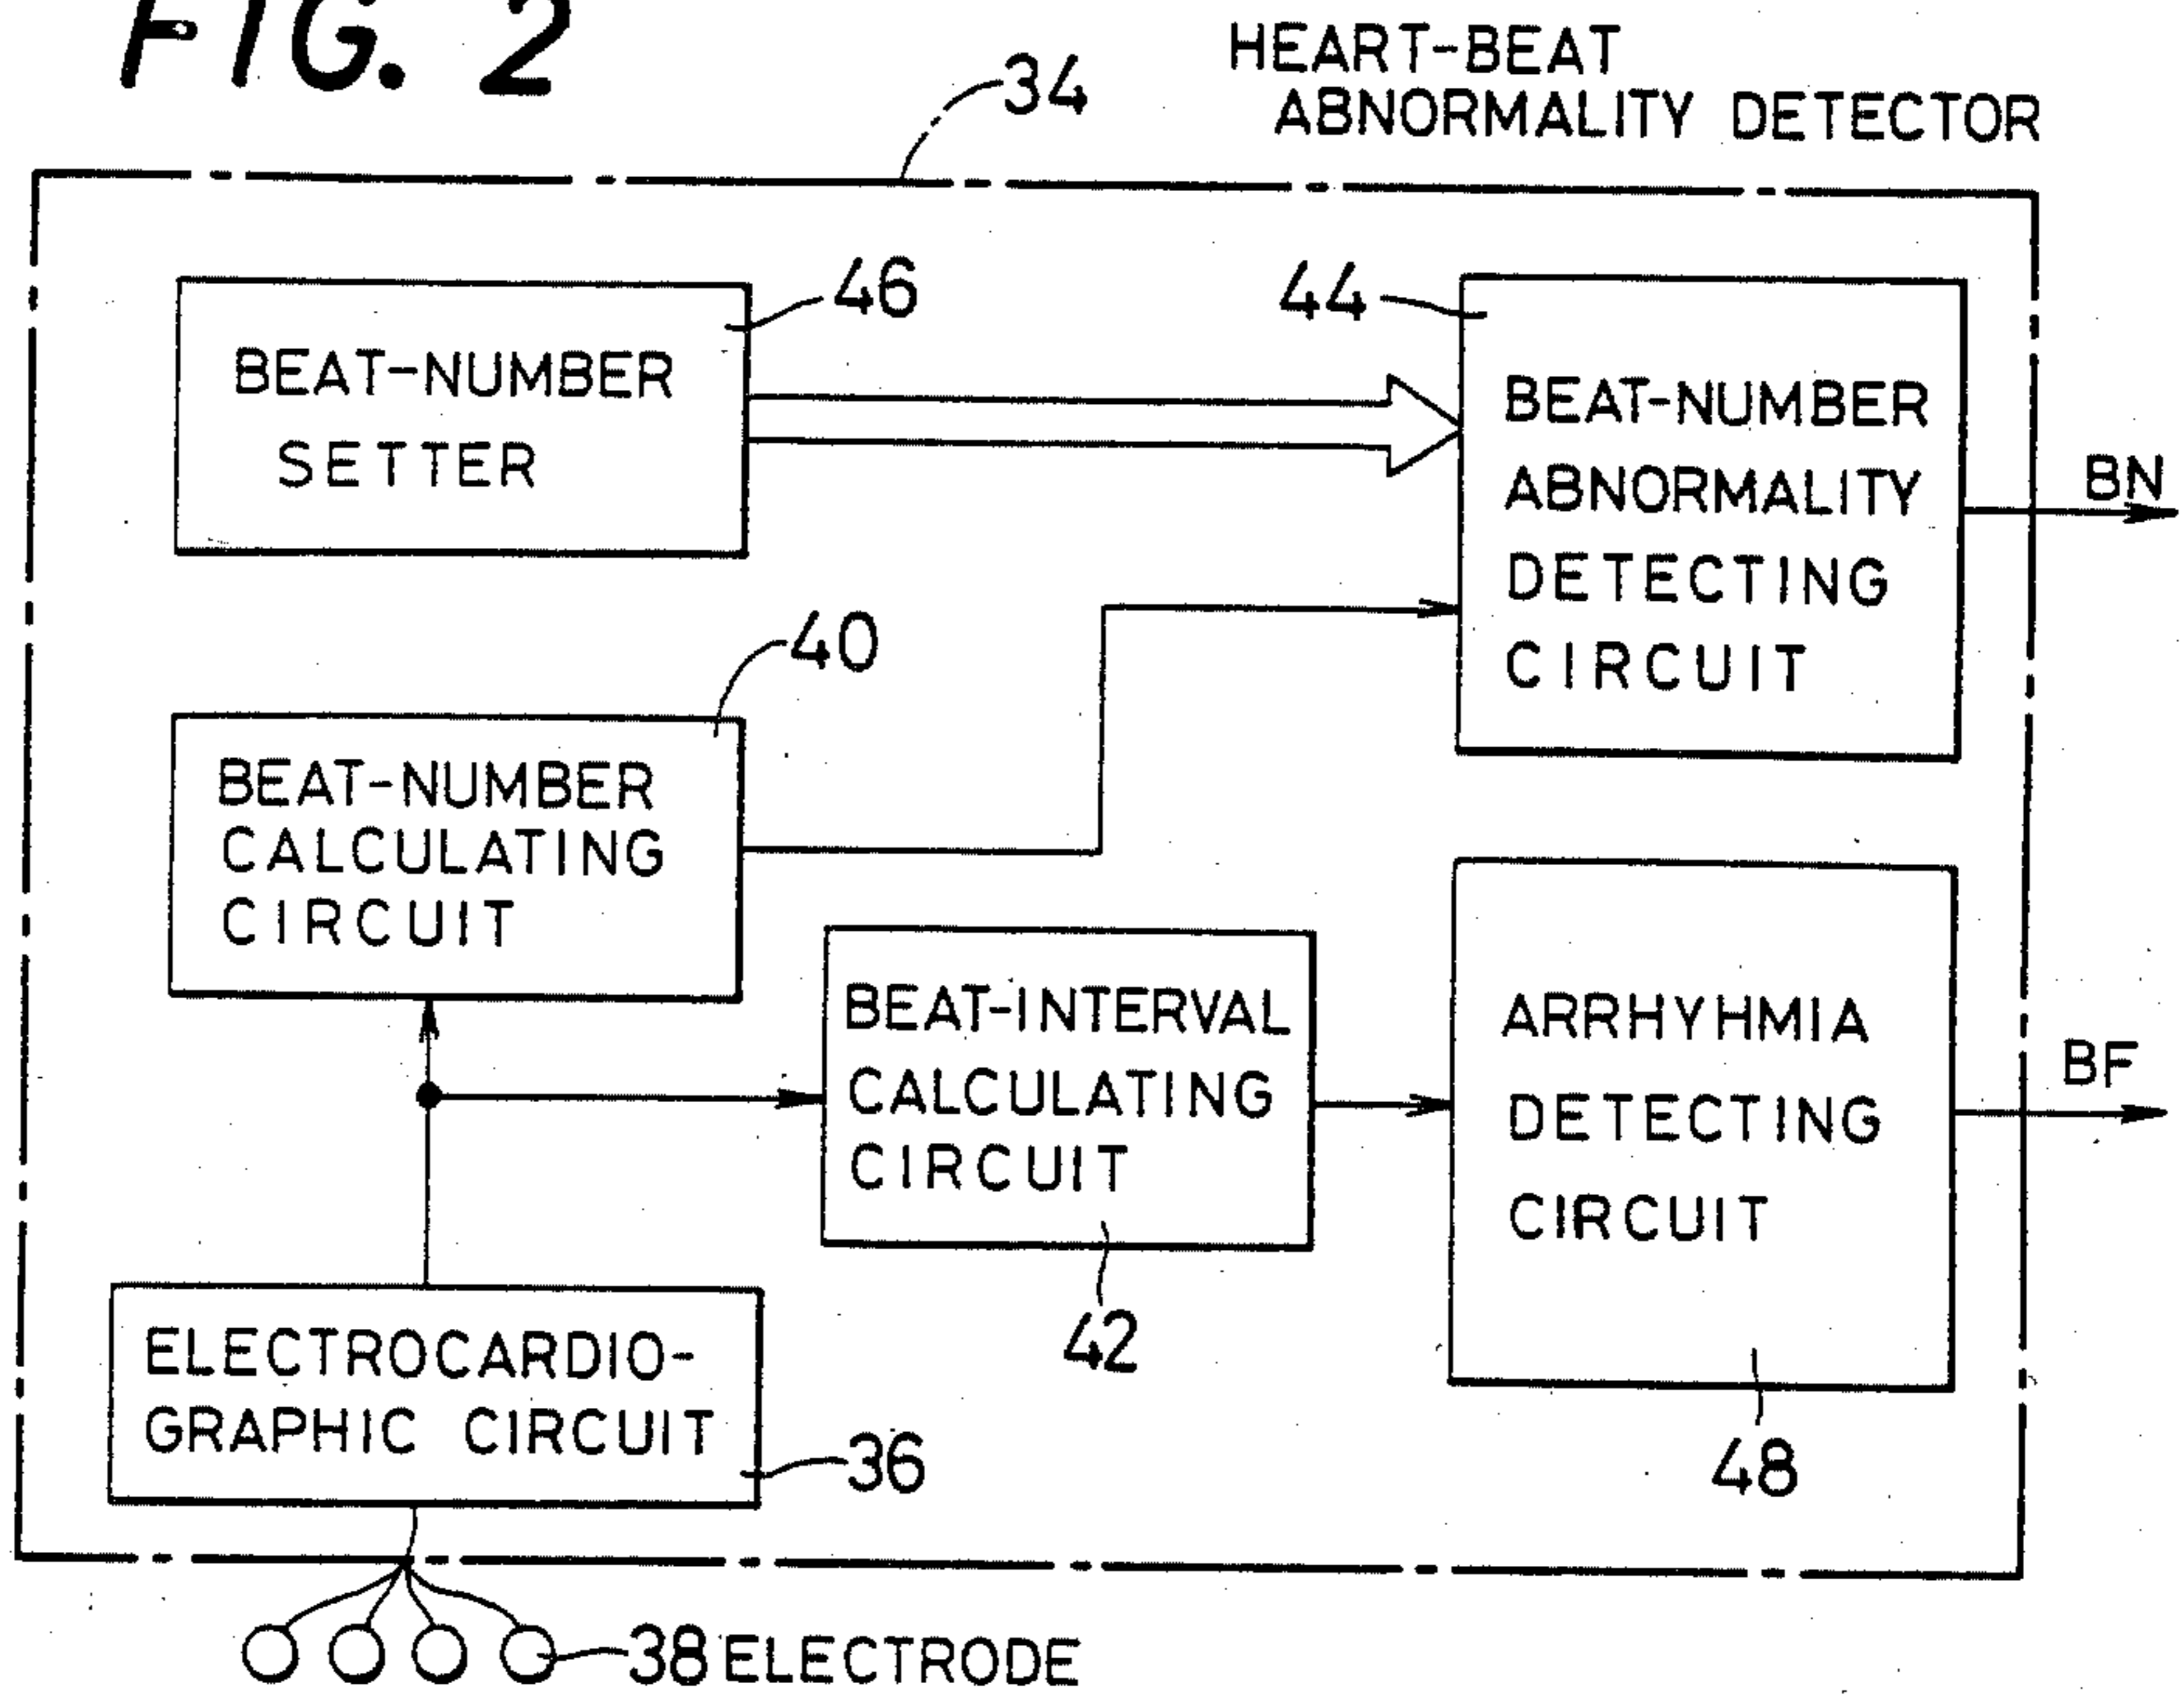 FIG. 2
HEART-BEAT
ABNORMALITY DETECTOR
34
46
BEAT-NUMBER
SETTER
44
BEAT-NUMBER
ABNORMALITY
DETECTING
CIRCUIT
BN
40
BEAT-NUMBER
CALCULATING
CIRCUIT
BEAT-INTERVAL
CALCULATING
CIRCUIT
42
ARRHYHMIA
DETECTING
CIRCUIT
48
BF
ELECTROCARDIO-
GRAPHIC CIRCUIT
36
38 ELECTRODE